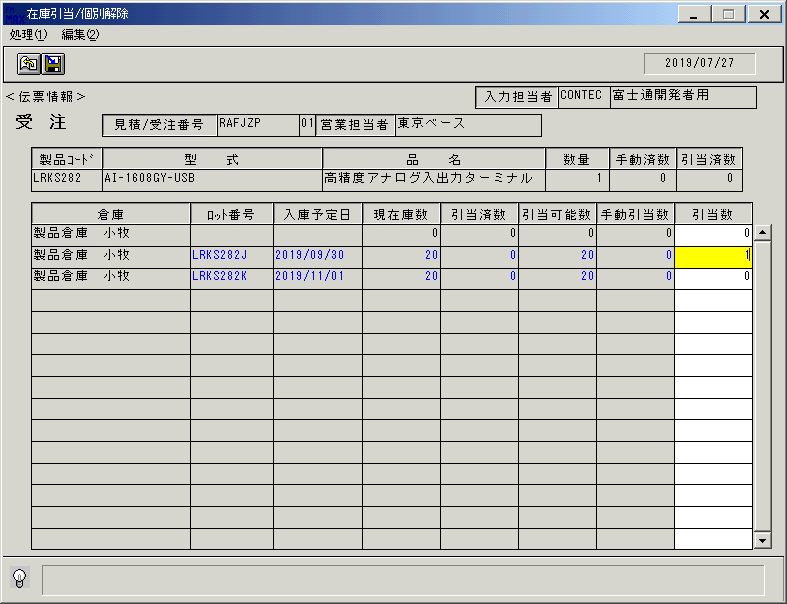 在庫引当/個別解除
処理(1) 編集(2)
2019/07/27
<伝票情報> 入力担当者 CONTEC 富士通開発者用
受 注 見積/受注番号 RAFJZP 01 営業担当者 東京ベース
製品ｺｰﾄﾞ 型 式 品 名 数量 手動済数 引当済数
LRKS282 AI-1608GY-USB 高精度アナログ入出力ターミナル 1 0 0
倉庫 ﾛｯﾄ番号 入庫予定日 現在庫数 引当済数 引当可能数 手動引当数 引当数
製品倉庫 小牧 0 0 0 0 0
製品倉庫 小牧 LRKS282J 2019/09/30 20 0 20 0 1
製品倉庫 小牧 LRKS282K 2019/11/01 20 0 20 0 0